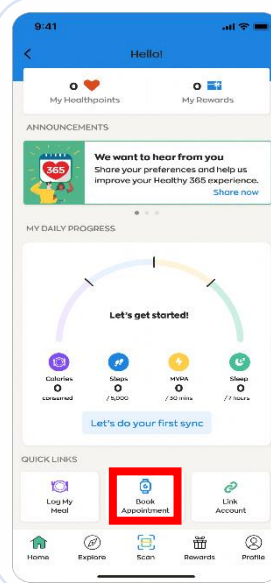 9:41
Hello!
0
My Healthpoints
0
My Rewards
ANNOUNCEMENTS
365
We want to hear from you
Share your preferences and help us
improve your Healthy 365 experience.
Share now
MY DAILY PROGRESS
Let's get started!
Calories
0
consumed
Steps
0
/5,000
MVPA
0
/30 mins
Sleep
0
/7 hours
Let's do your first sync
QUICK LINKS
Log My
Meal
Book
Appointment
Link
Account
Home
Explore
Scan
Rewards
Profile